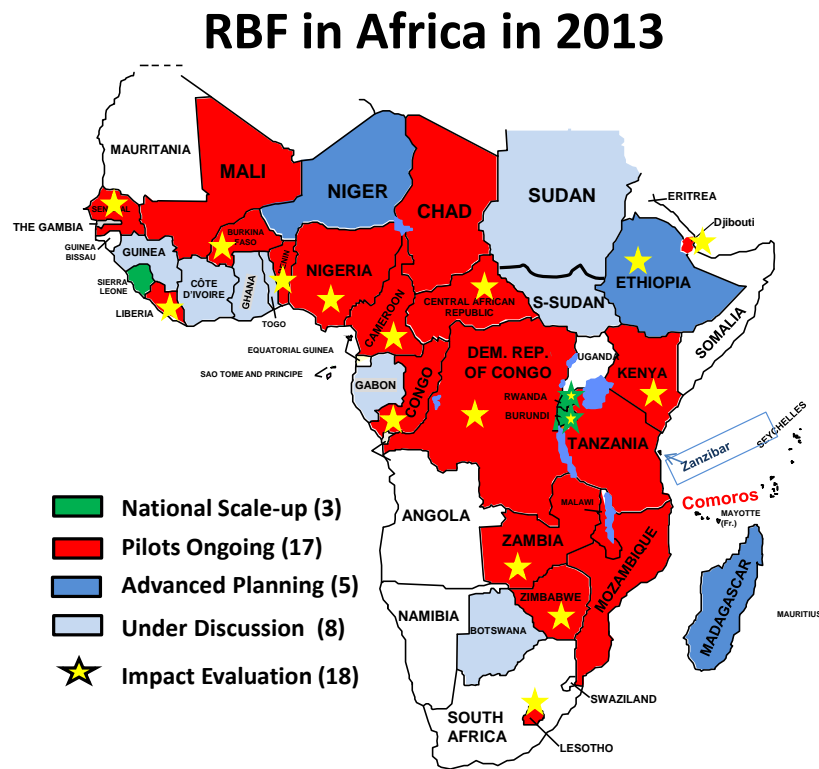 RBF in Africa in 2013
MAURITANIA
MALI
NIGER
CHAD
SUDAN
ERITREA
Djibouti
THE GAMBIA
GUINEA
BISSAU
GUINEA
BURKINA
FASO
NIGERIA
ETHIOPIA
SIERRA
LEONE
CÔTE
D'IVOIRE
GHANA
LIBERIA
TOGO
CAMEROON
CENTRAL AFRICAN
REPUBLIC
S-SUDAN
SOMALIA
EQUATORIAL GUINEA
SAO TOME AND PRINCIPE
GABON
CONGO
DEM. REP.
OF CONGO
UGANDA
KENYA
RWANDA
BURUNDI
TANZANIA
Zanzibar
SEYCHELLES
Comoros
MAYOTTE
(Fr.)
ANGOLA
MALAWI
ZAMBIA
MOZAMBIQUE
ZIMBABWE
MADAGASCAR
MAURITIUS
NAMIBIA
BOTSWANA
SWAZILAND
SOUTH
AFRICA
LESOTHO
National Scale-up (3)
Pilots Ongoing (17)
Advanced Planning (5)
Under Discussion (8)
Impact Evaluation (18)